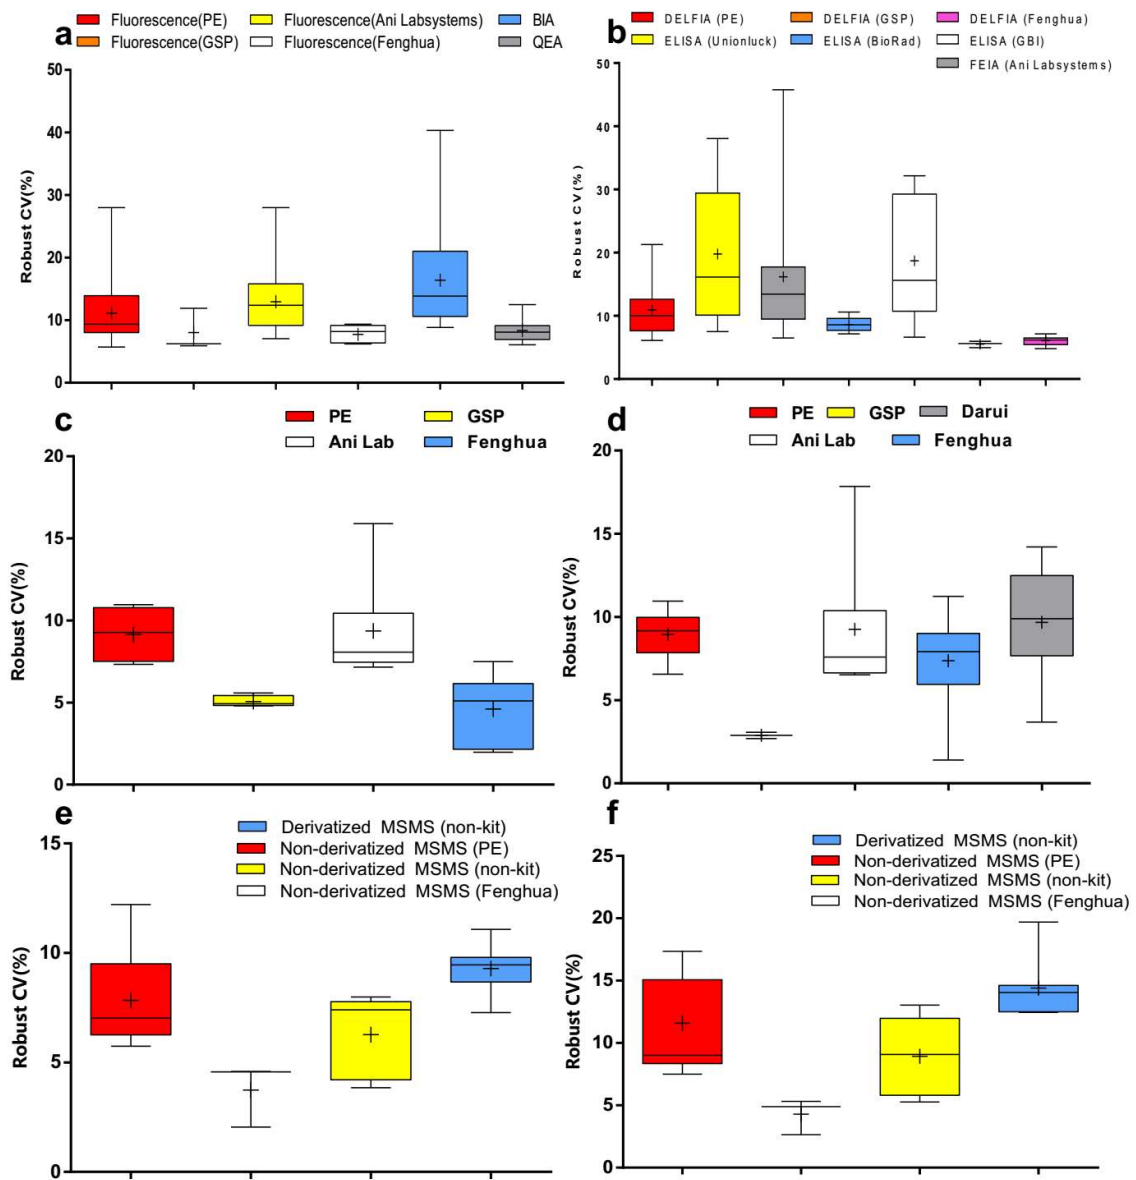 a
Fluorescence(PE) Fluorescence(Ani Labsystems) BIA
Fluorescence(GSP) Fluorescence(Fenghua) QEA
Robust CV(%)
50
40
30
20
10
0
b
DELFIA (PE) DELFIA (GSP) DELFIA (Fenghua)
ELISA (Unionluck) ELISA (BioRad) ELISA (GBI)
FEIA (Ani Labsystems)
Robust CV(%)
50
40
30
20
10
0
c
PE GSP
Ani Lab Fenghua
Robust CV(%)
20
15
10
5
0
d
PE GSP Darui
Ani Lab Fenghua
Robust CV(%)
20
15
10
5
0
e
Derivatized MSMS (non-kit)
Non-derivatized MSMS (PE)
Non-derivatized MSMS (non-kit)
Non-derivatized MSMS (Fenghua)
Robust CV(%)
15
10
5
0
f
Derivatized MSMS (non-kit)
Non-derivatized MSMS (PE)
Non-derivatized MSMS (non-kit)
Non-derivatized MSMS (Fenghua)
Robust CV(%)
25
20
15
10
5
0